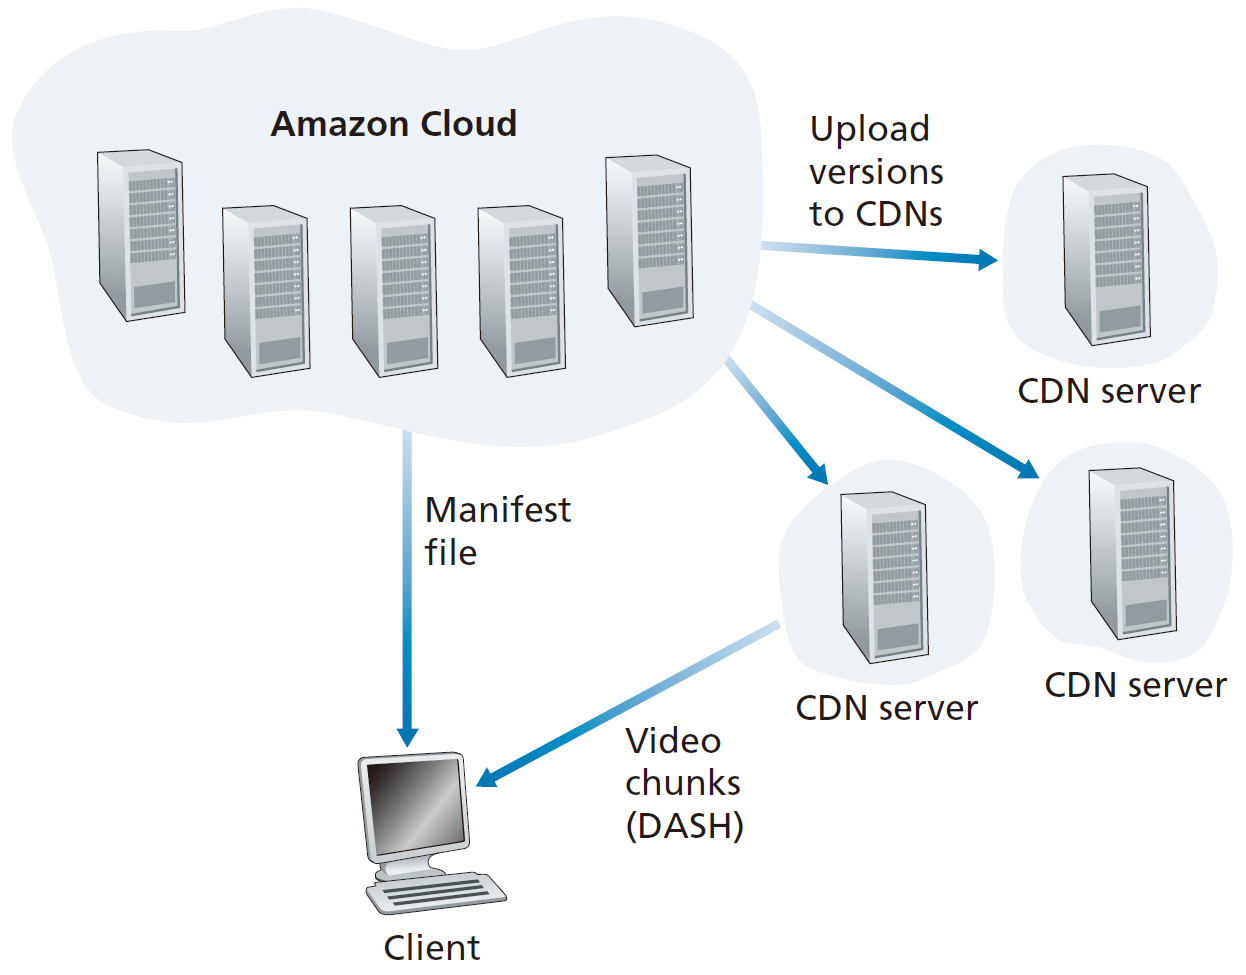 Amazon Cloud
Upload
versions
to CDNs
CDN server
Manifest
file
CDN server
CDN server
Video
chunks
(DASH)
Client